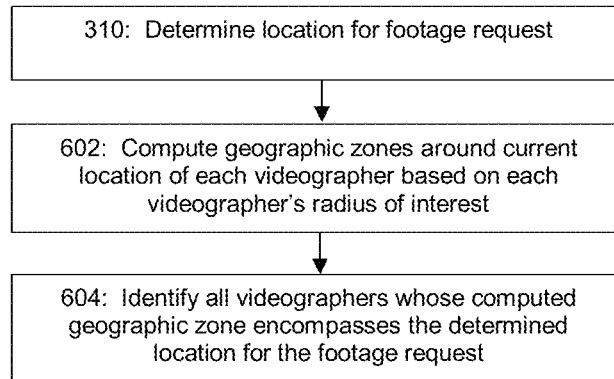 310:  Determine location for footage request
602:  Compute geographic zones around current
location of each videographer based on each
videographer's radius of interest
604:  Identify all videographers whose computed
geographic zone encompasses the determined
location for the footage request